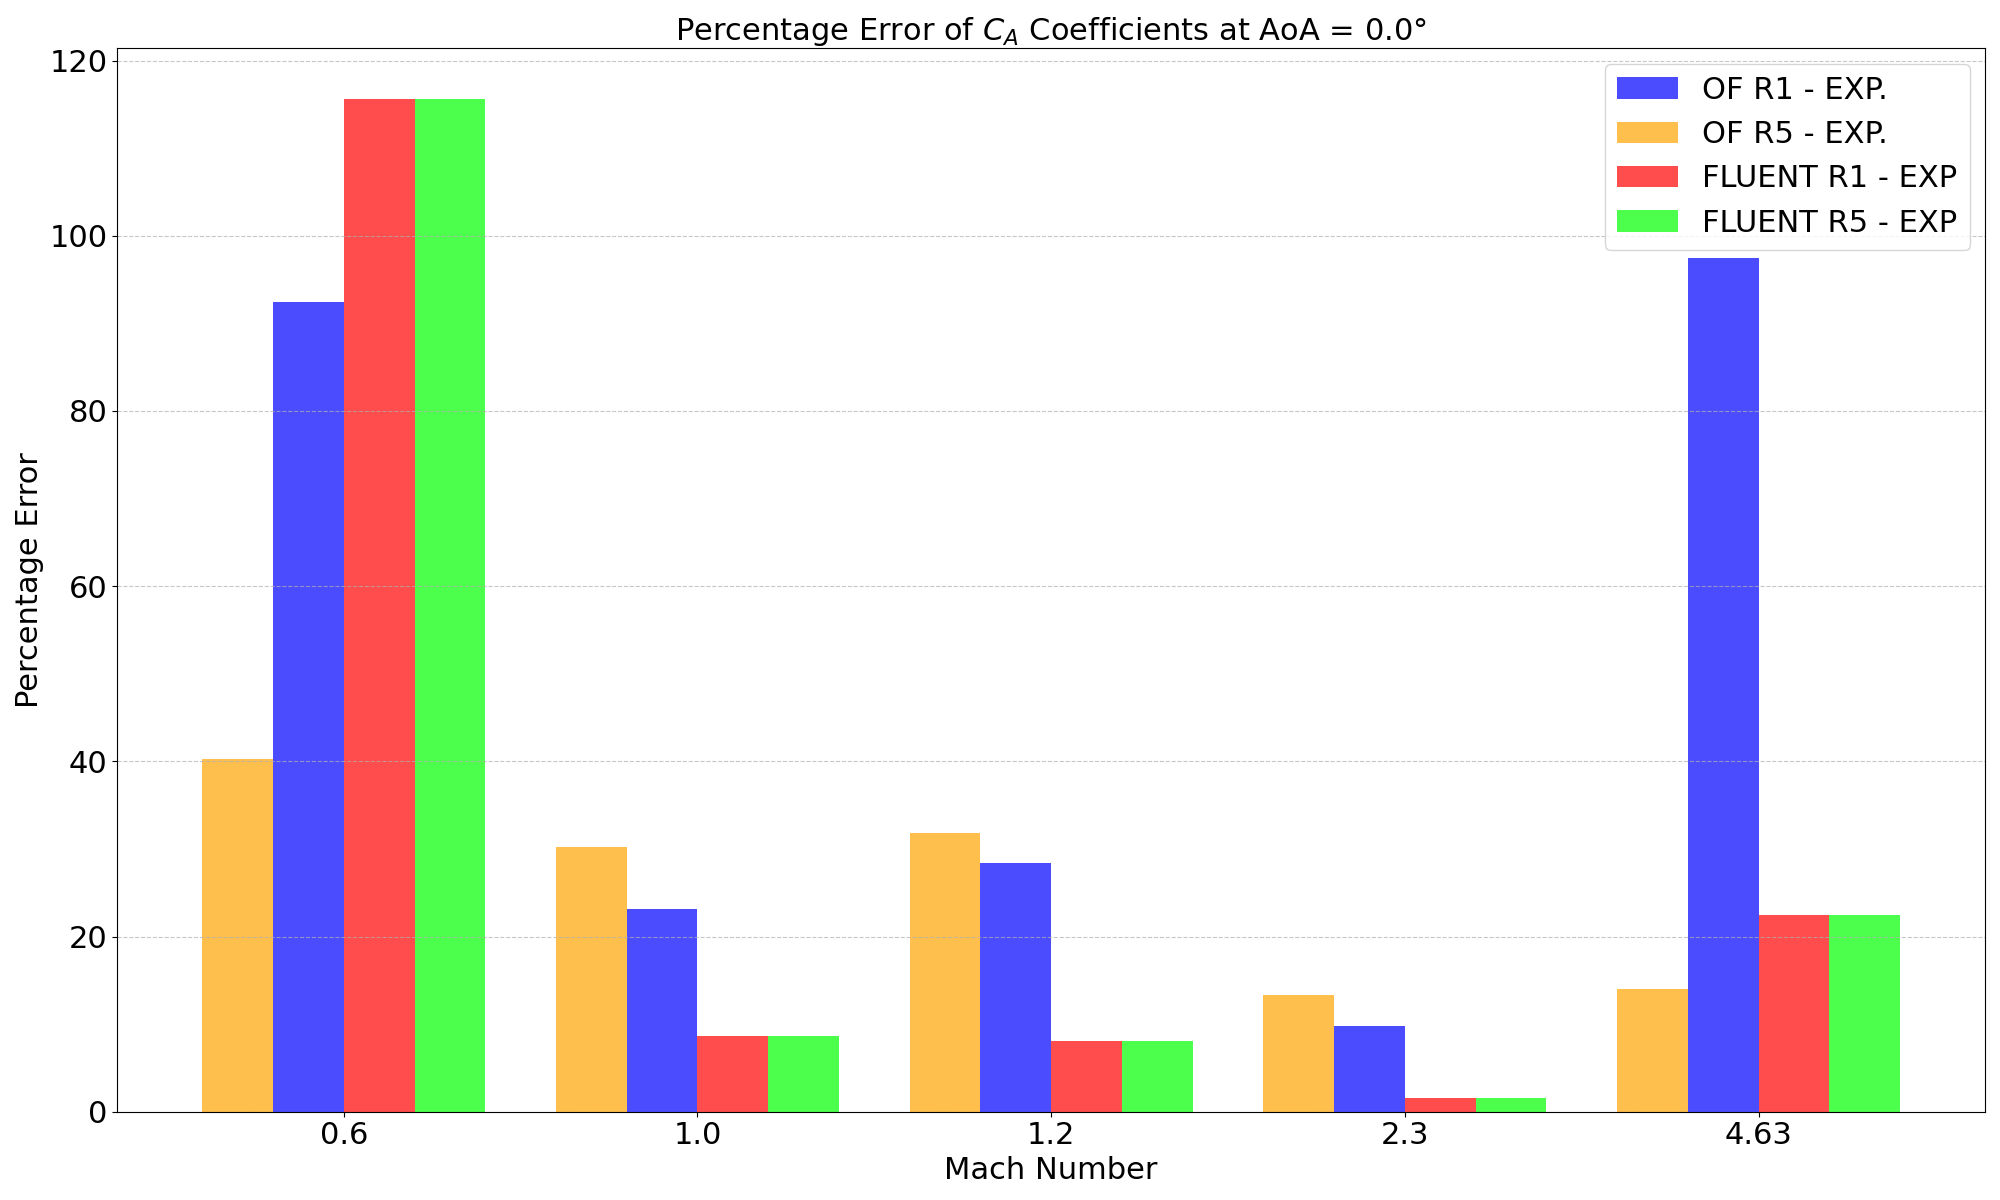 Percentage Error of C_A Coefficients at AoA = 0.0°
120
100
80
60
40
20
0
Percentage Error
OF R1 - EXP.
OF R5 - EXP.
FLUENT R1 - EXP
FLUENT R5 - EXP
0.6 1.0 1.2 2.3 4.63
Mach Number